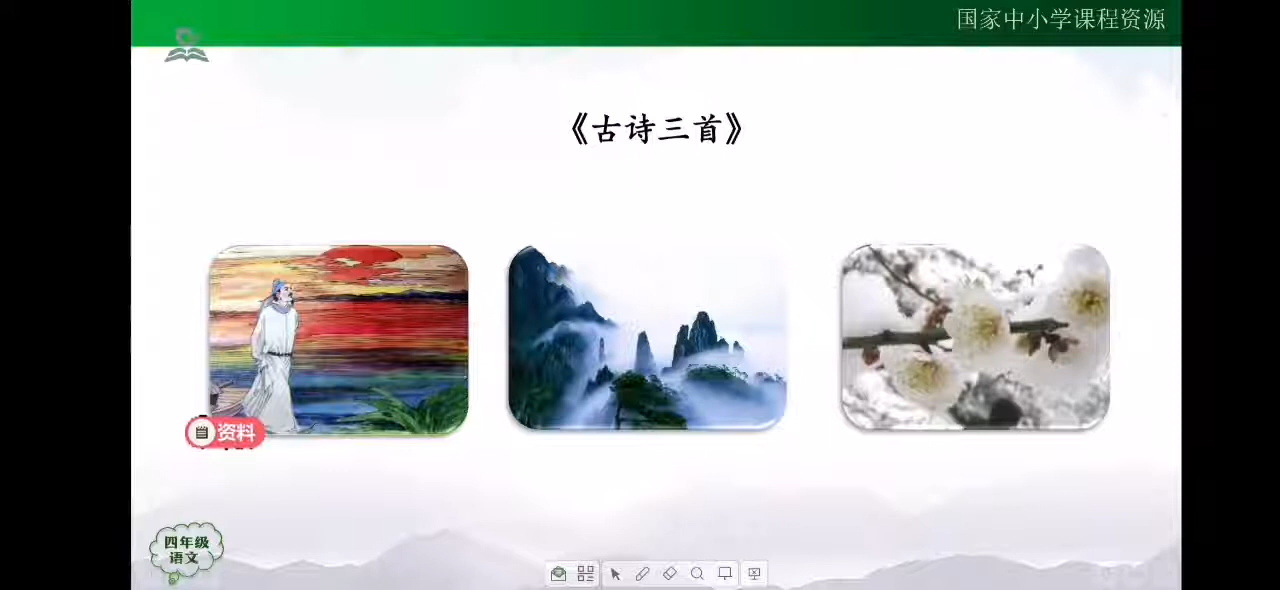 国家中小学课程资源
《古诗三首》
资料
四年级
语文